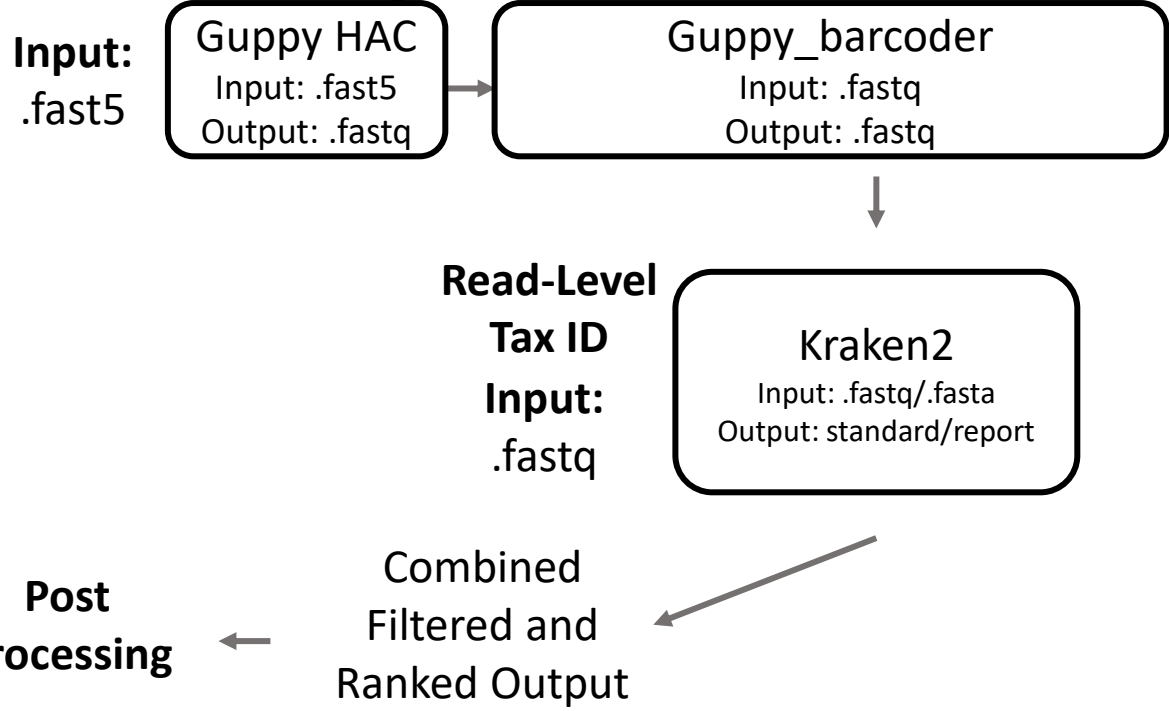 Input:
.fast5
Guppy HAC
Input: .fast5
Output: .fastq
Guppy_barcoder
Input: .fastq
Output: .fastq
Read-Level
Tax ID
Input:
.fastq
Kraken2
Input: .fastq/.fasta
Output: standard/report
Combined
Filtered and
Ranked Output
Post
rocessing